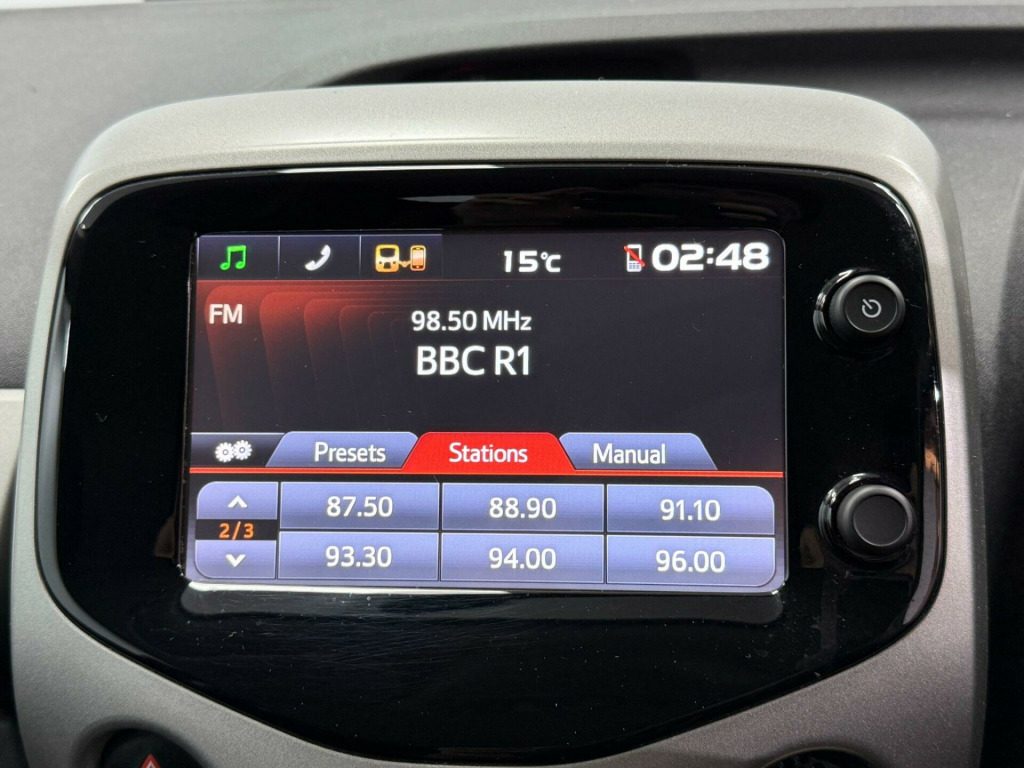 15°C 02:48
FM
98.50 MHz
BBC R1
Presets Stations Manual
87.50 88.90 91.10
2/3
93.30 94.00 96.00